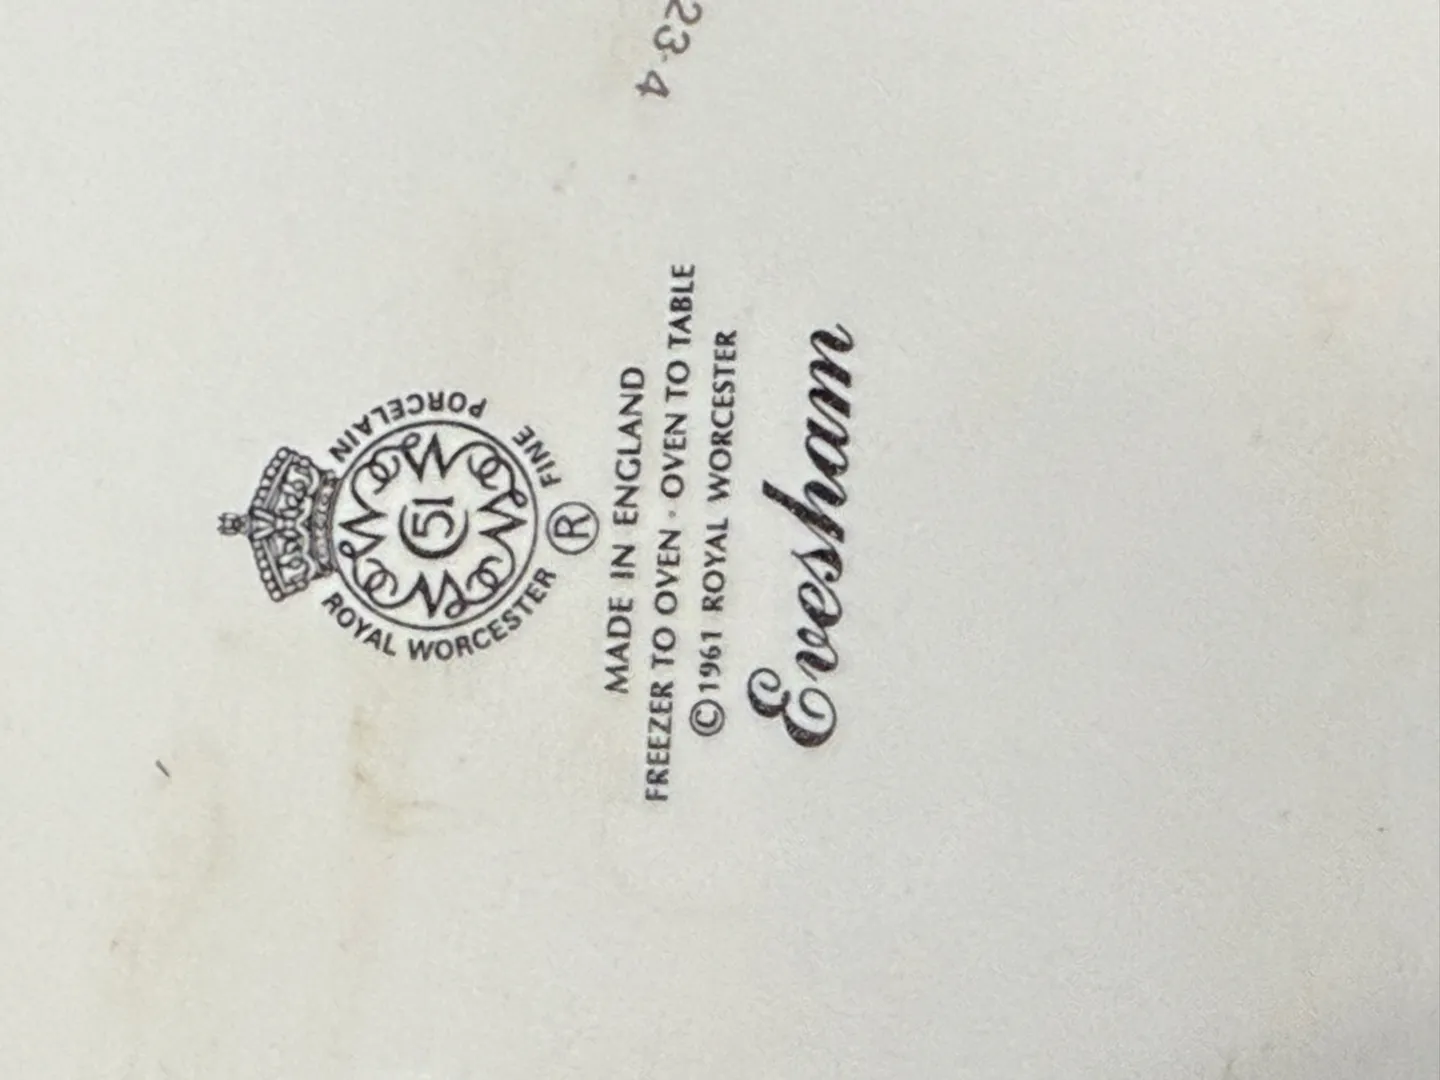 23·4
ROYAL WORCESTER
FINE PORCELAIN
51
®
MADE IN ENGLAND
FREEZER TO OVEN · OVEN TO TABLE
© 1961 ROYAL WORCESTER
Evesham